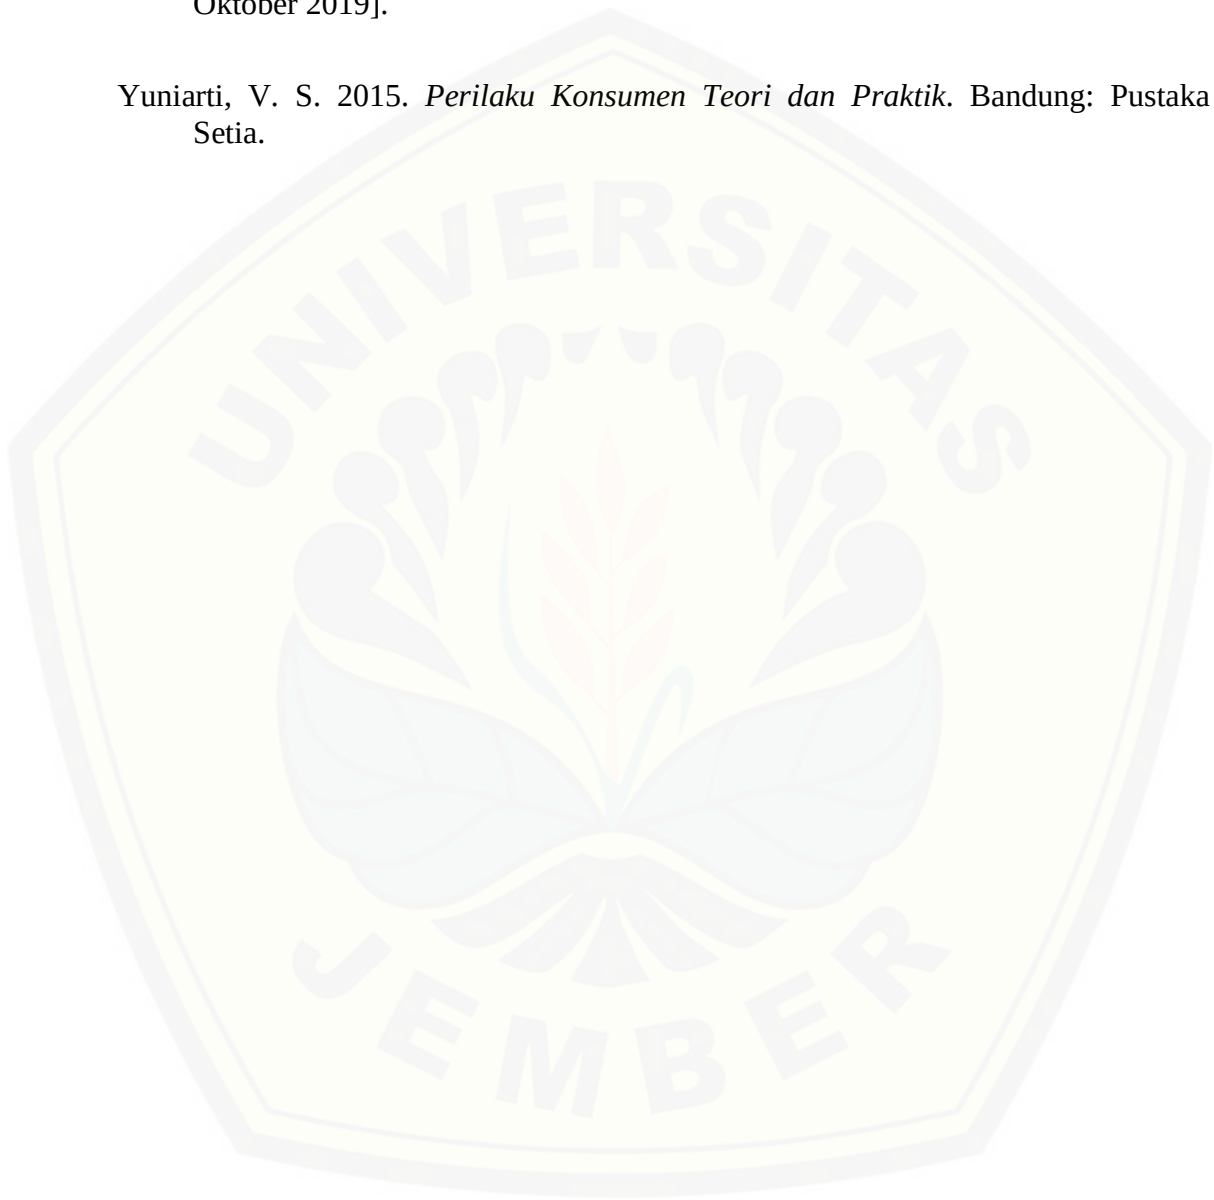 Oktober 2019].
Yuniarti, V. S. 2015. Perilaku Konsumen Teori dan Praktik. Bandung: Pustaka
Setia.
UNIVERSITAS
JEMBER